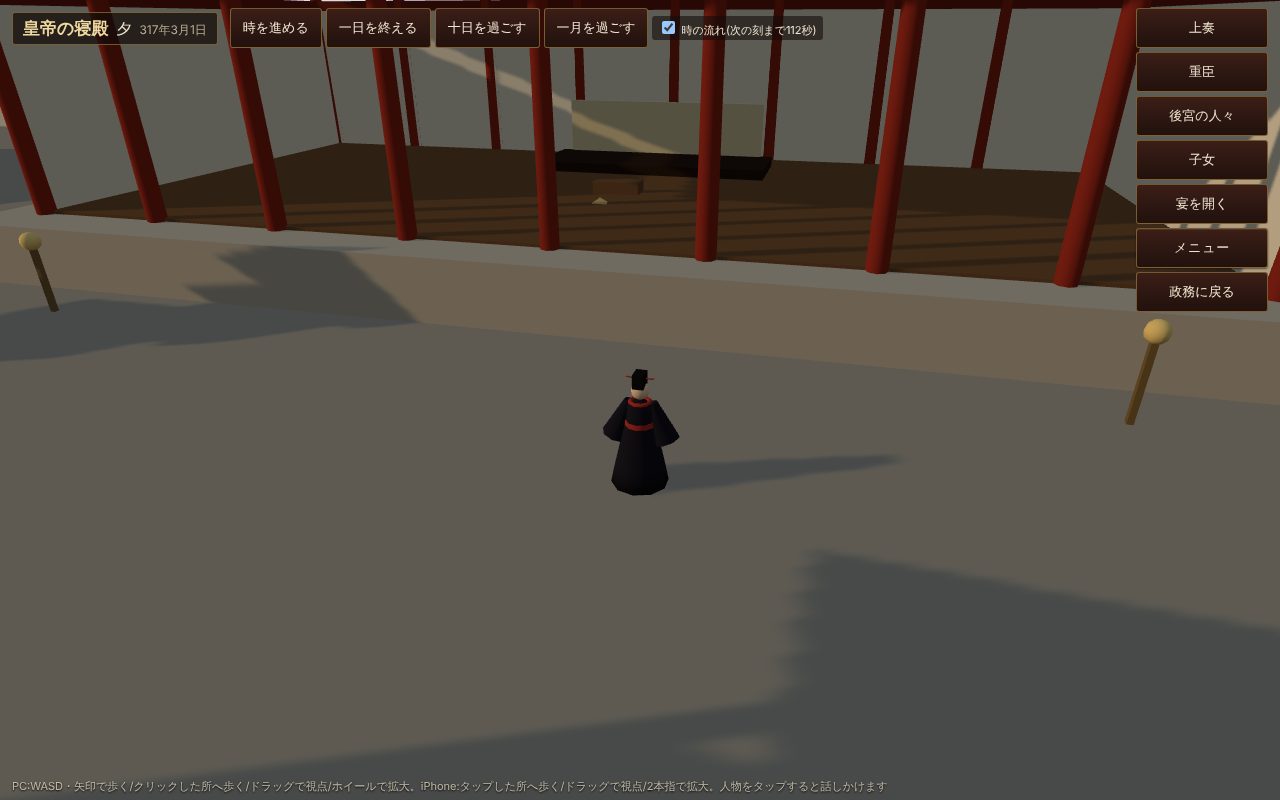 皇帝の寝殿 夕 317年3月1日
時を進める
一日を終える
十日を過ごす
一月を過ごす
時の流れ(次の刻まで112秒)
上奏
重臣
後宮の人々
子女
宴を開く
メニュー
政務に戻る
PC:WASD・矢印で歩く/クリックした所へ歩く/ドラッグで視点/ホイールで拡大。iPhone:タップした所へ歩く/ドラッグで視点/2本指で拡大。人物をタップすると話しかけます